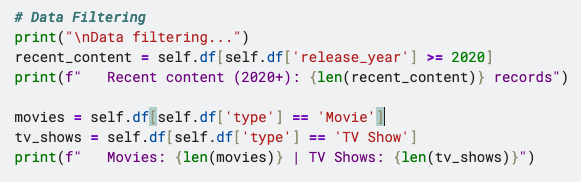 # Data Filtering
print("\nData filtering...")
recent_content = self.df[self.df['release_year'] >= 2020]
print(f"   Recent content (2020+): {len(recent_content)} records")
movies = self.df[self.df['type'] == 'Movie']
tv_shows = self.df[self.df['type'] == 'TV Show']
print(f"   Movies: {len(movies)} | TV Shows: {len(tv_shows)}")